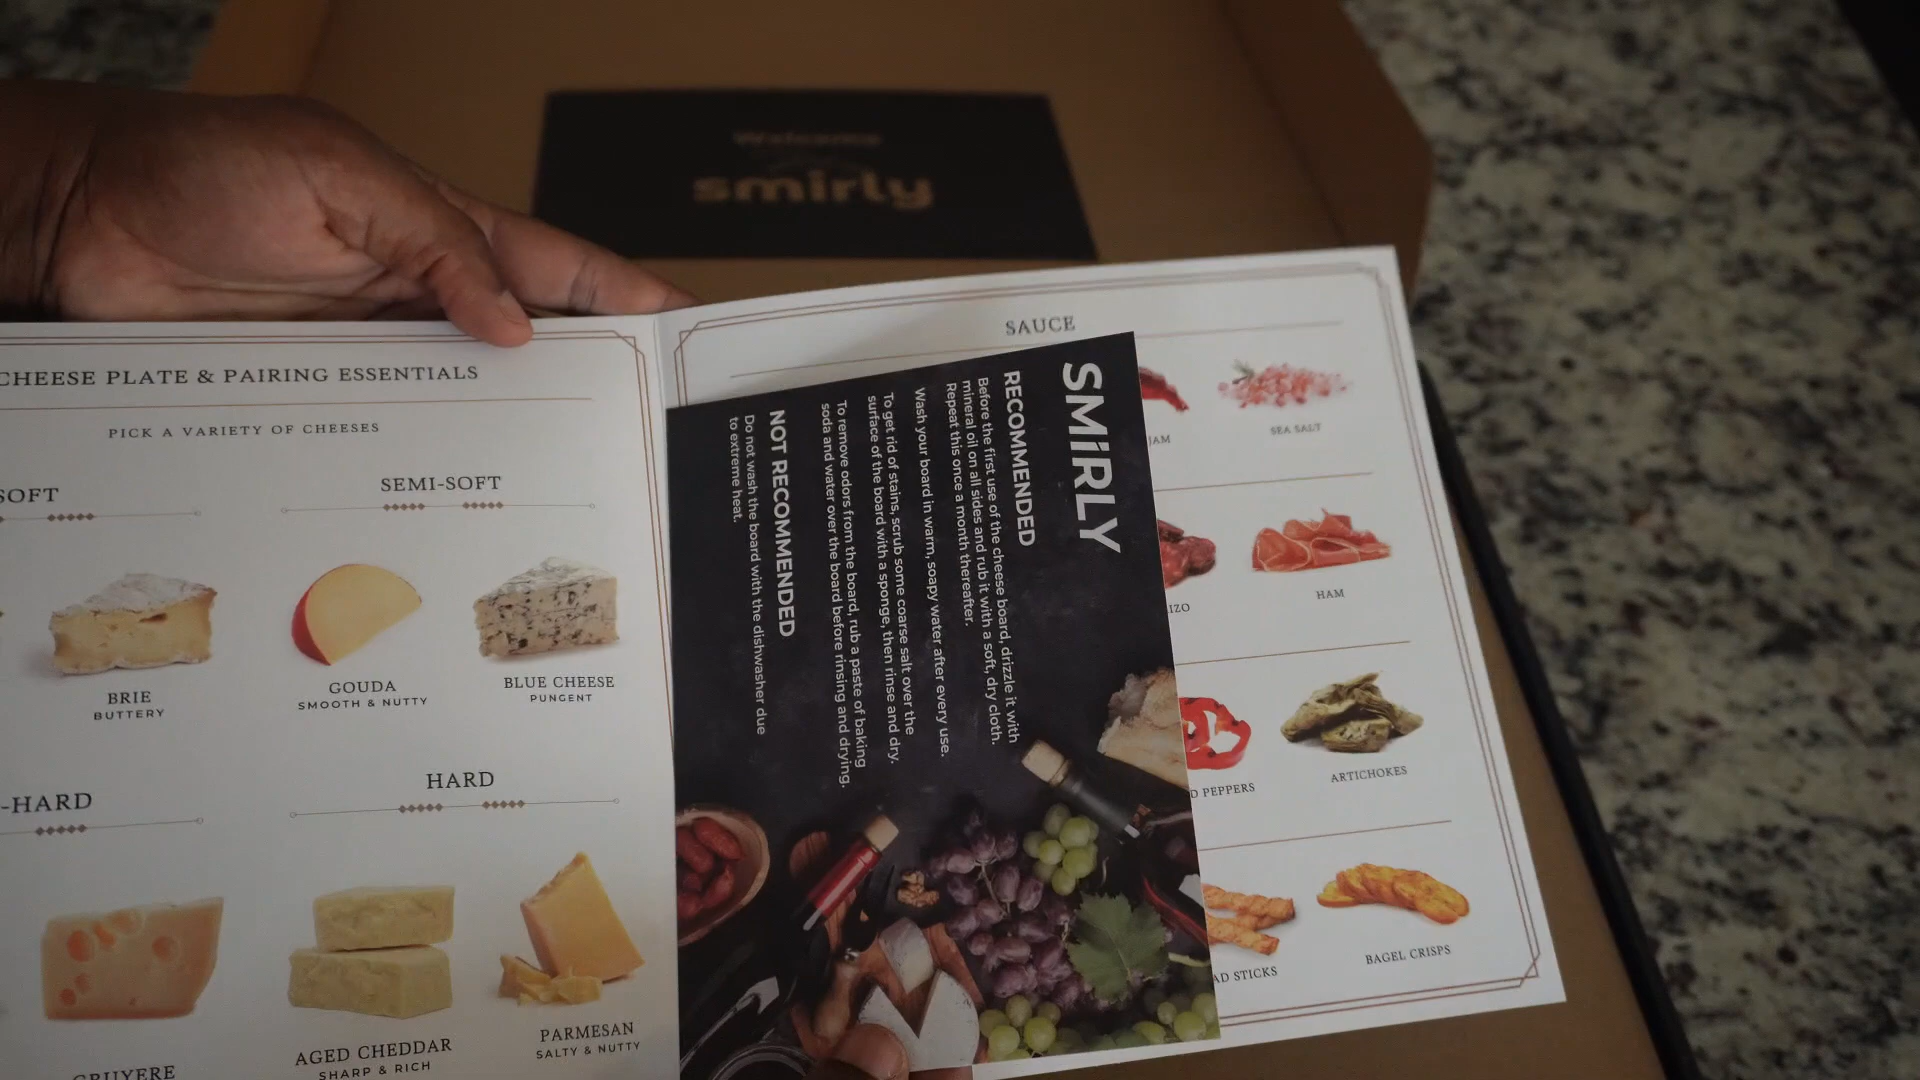 Welcome
smirly
CHEESE PLATE & PAIRING ESSENTIALS
PICK A VARIETY OF CHEESES
SOFT
SEMI-SOFT
BRIE
BUTTERY
GOUDA
SMOOTH & NUTTY
BLUE CHEESE
PUNGENT
-HARD
HARD
GRUYERE
AGED CHEDDAR
SHARP & RICH
PARMESAN
SALTY & NUTTY
SAUCE
JAM
SEA SALT
IZO
HAM
D PEPPERS
ARTICHOKES
AD STICKS
BAGEL CRISPS
SMiRLY
RECOMMENDED
Before the first use of the cheese board, drizzle it with
mineral oil on all sides and rub it with a soft, dry cloth.
Repeat this once a month thereafter.
Wash your board in warm, soapy water after every use.
To get rid of stains, scrub some coarse salt over the
surface of the board with a sponge, then rinse and dry.
To remove odors from the board, rub a paste of baking
soda and water over the board before rinsing and drying.
NOT RECOMMENDED
Do not wash the board with the dishwasher due
to extreme heat.